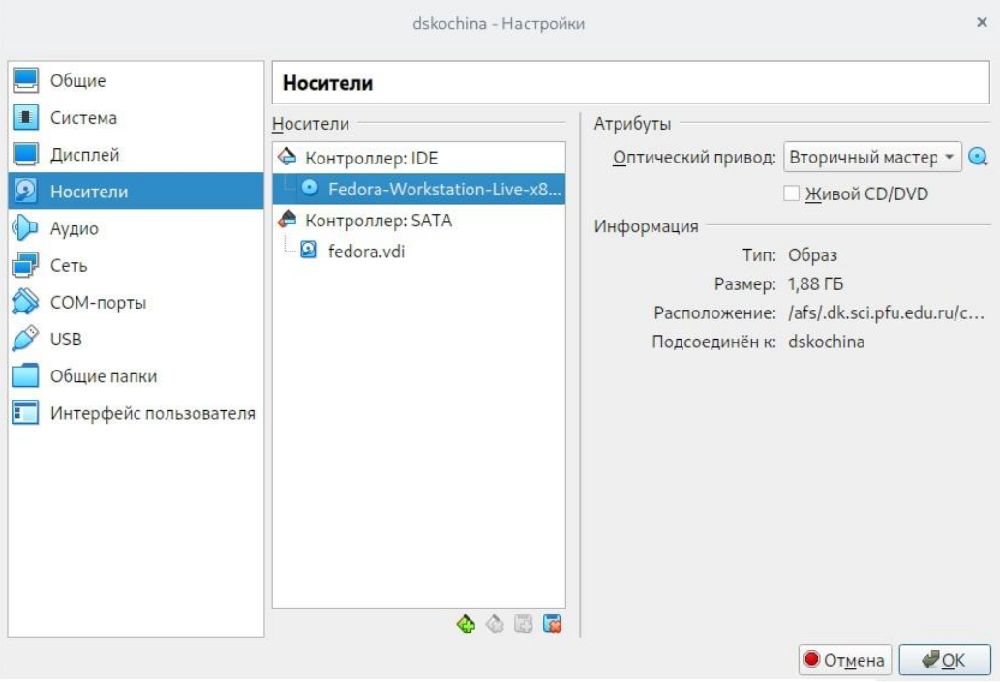 dskochina - Настройки
Общие
Система
Дисплей
Носители
Аудио
Сеть
COM-порты
USB
Общие папки
Интерфейс пользователя
Носители
Носители
Контроллер: IDE
Fedora-Workstation-Live-x8...
Контроллер: SATA
fedora.vdi
Атрибуты
Оптический привод: Вторичный мастер
Живой CD/DVD
Информация
Тип: Образ
Размер: 1,88 ГБ
Расположение: /afs/.dk.sci.pfu.edu.ru/c...
Подсоединён к: dskochina
Отмена
OK